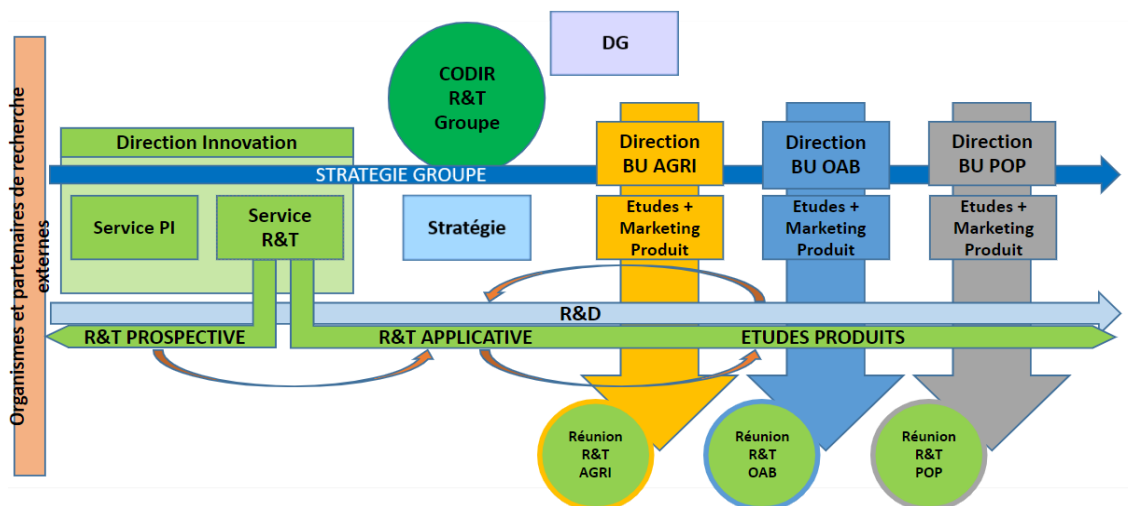 Organismes et partenaires de recherche
externes
DG
CODIR
R&T
Groupe
Direction Innovation
Direction
BU AGRI
Direction
BU OAB
Direction
BU POP
STRATEGIE GROUPE
Service PI
Service
R&T
Stratégie
Etudes +
Marketing
Produit
Etudes +
Marketing
Produit
Etudes +
Marketing
Produit
R&D
R&T PROSPECTIVE
R&T APPLICATIVE
ETUDES PRODUITS
Réunion
R&T
AGRI
Réunion
R&T
OAB
Réunion
R&T
POP